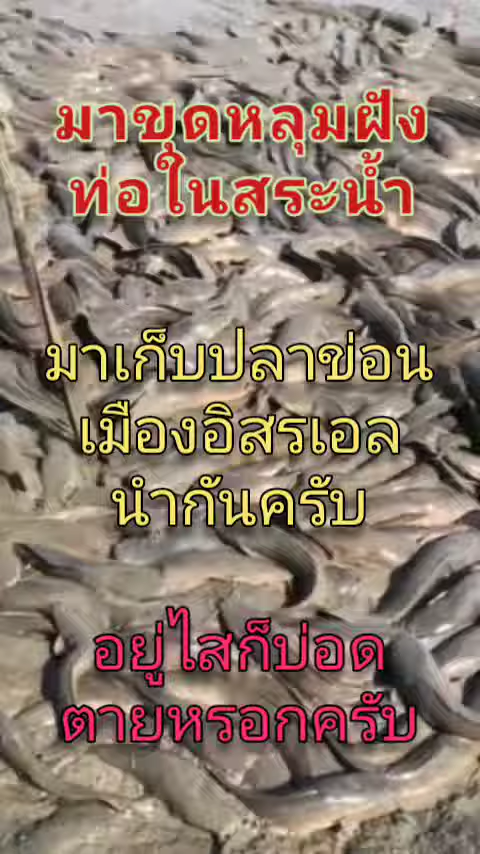 มาขุดหลุมฝัง
ท่อในสระน้ำ
มาเก็บปลาข่อน
เมืองอิสรเอล
นำกันครับ
อยู่ไสก็บ่อด
ตายหรอกครับ